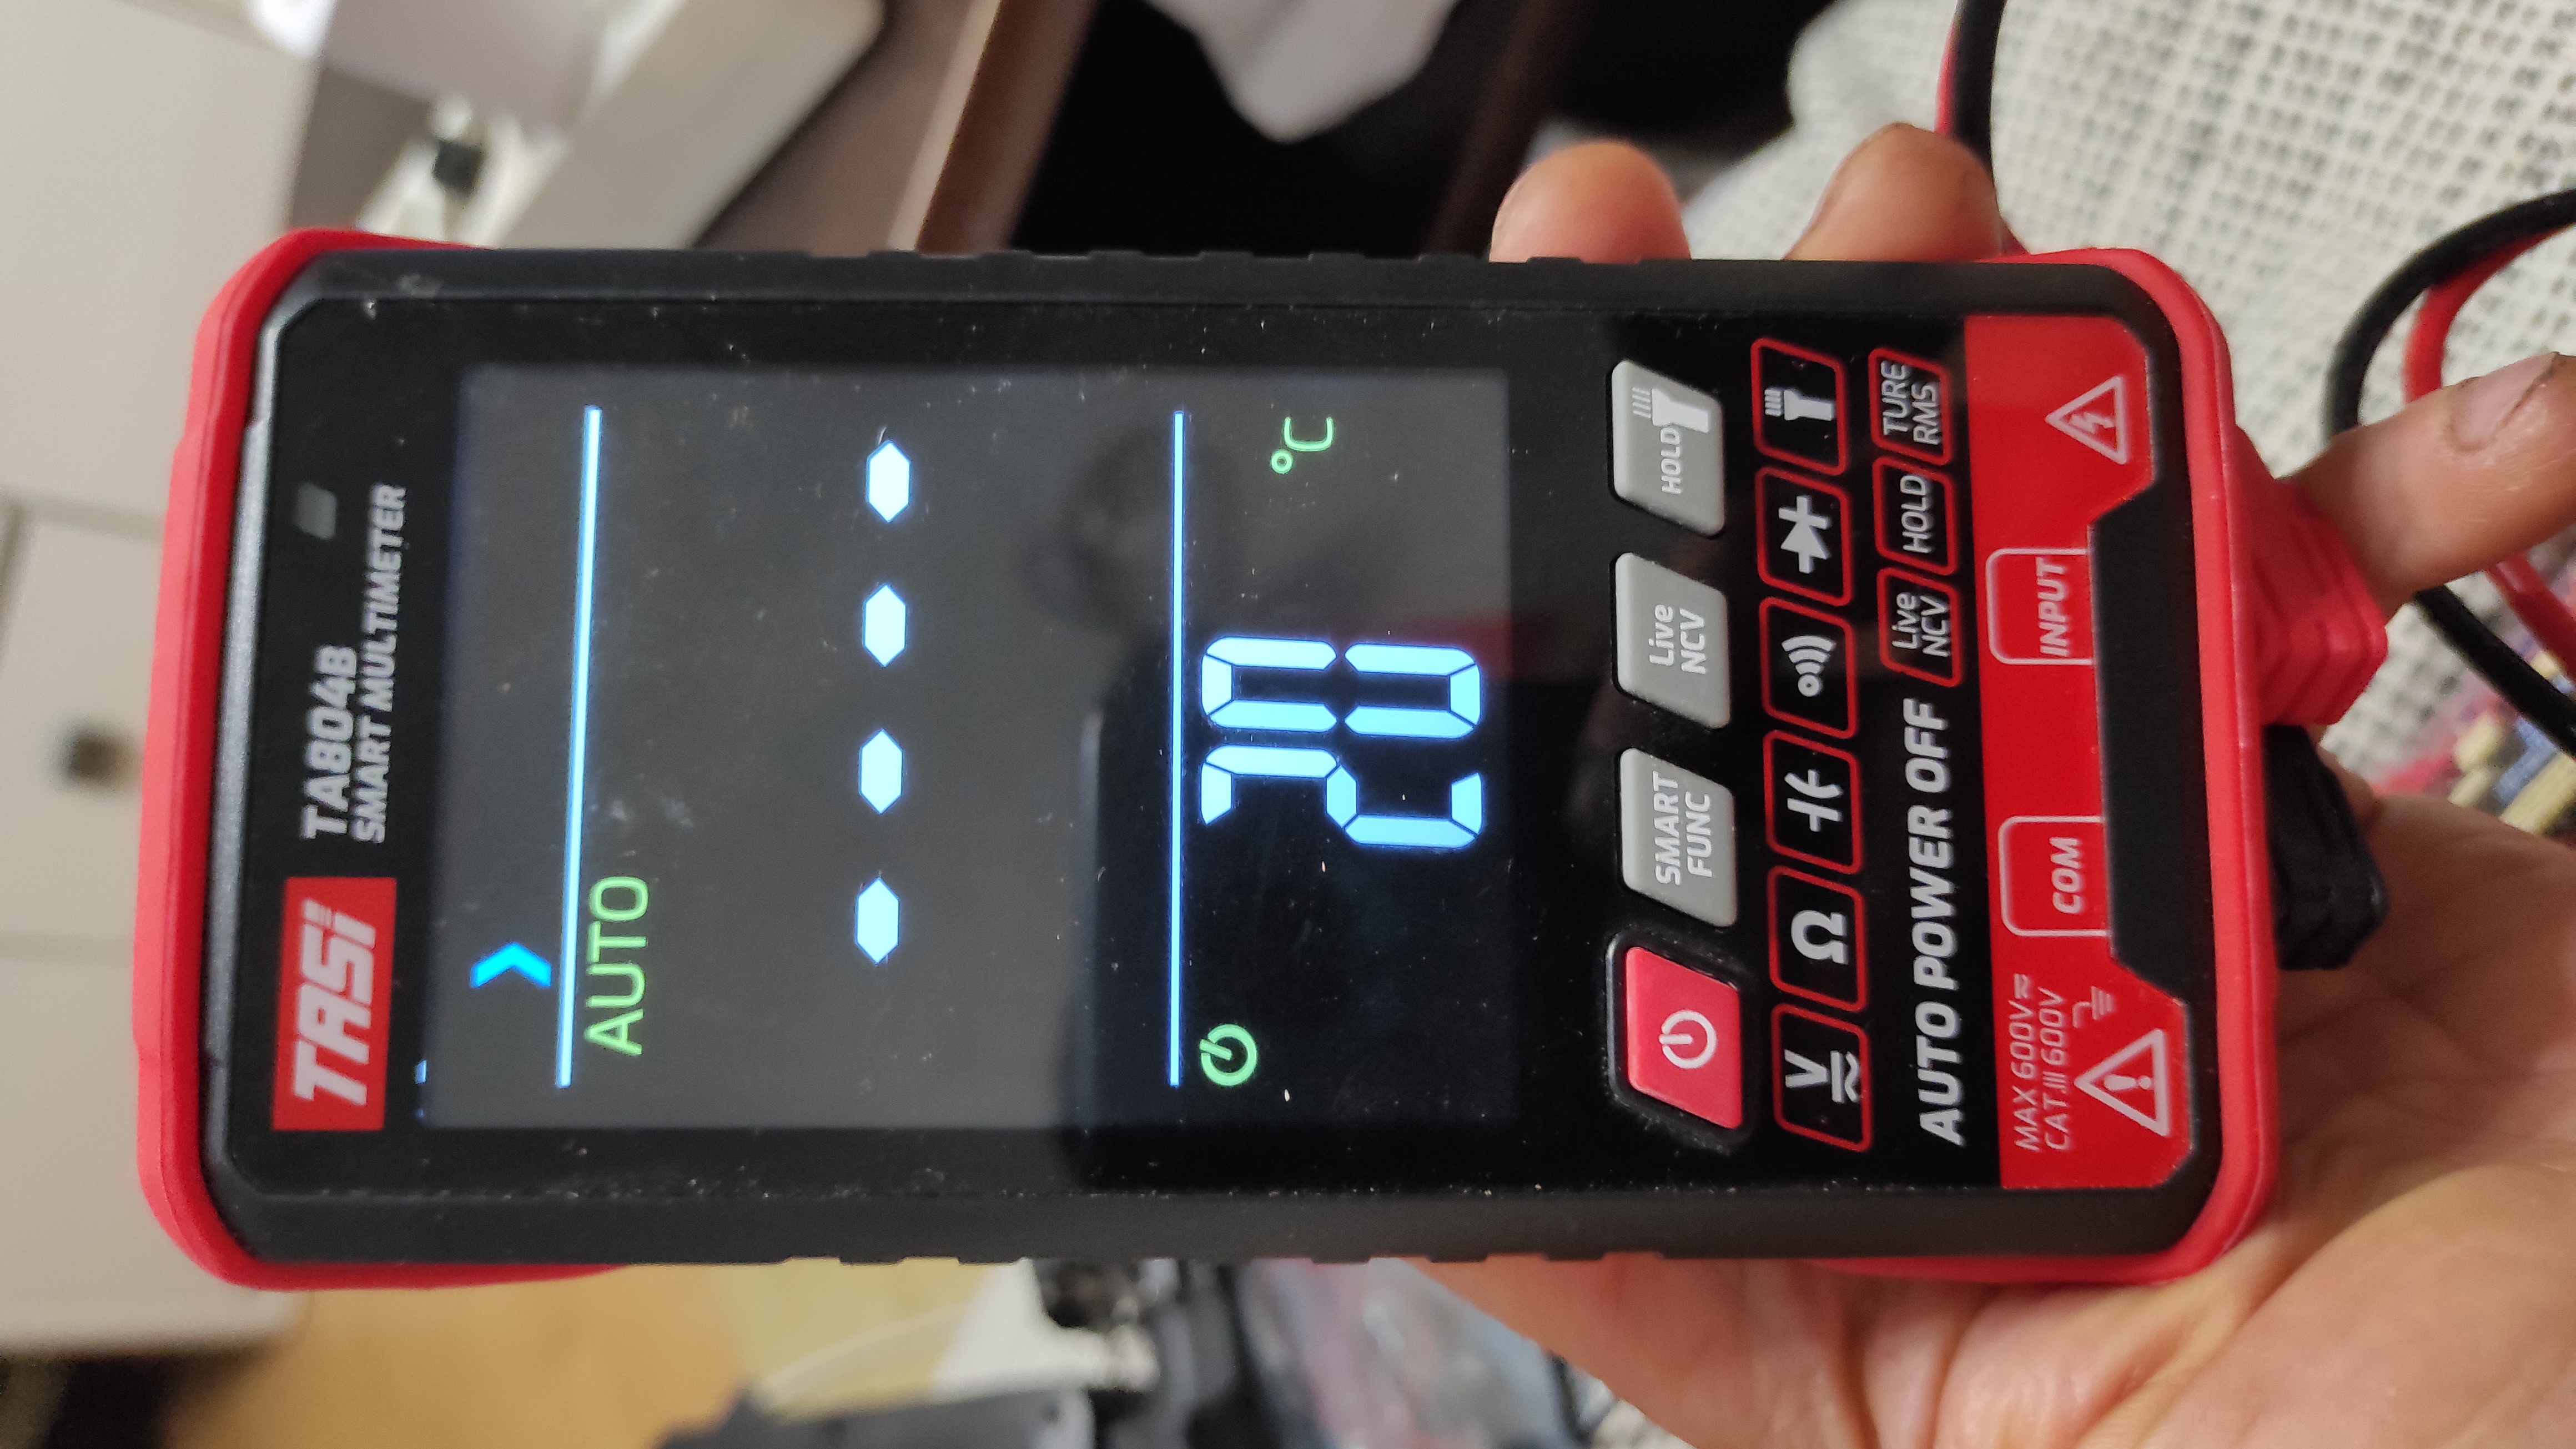 TASI
TA804B
SMART MULTIMETER
AUTO
----
20 °C
SMART FUNC
Live NCV
HOLD
V Ω
AUTO POWER OFF
Live NCV
HOLD
TURE RMS
MAX 600V
CAT.III 600V
COM
INPUT